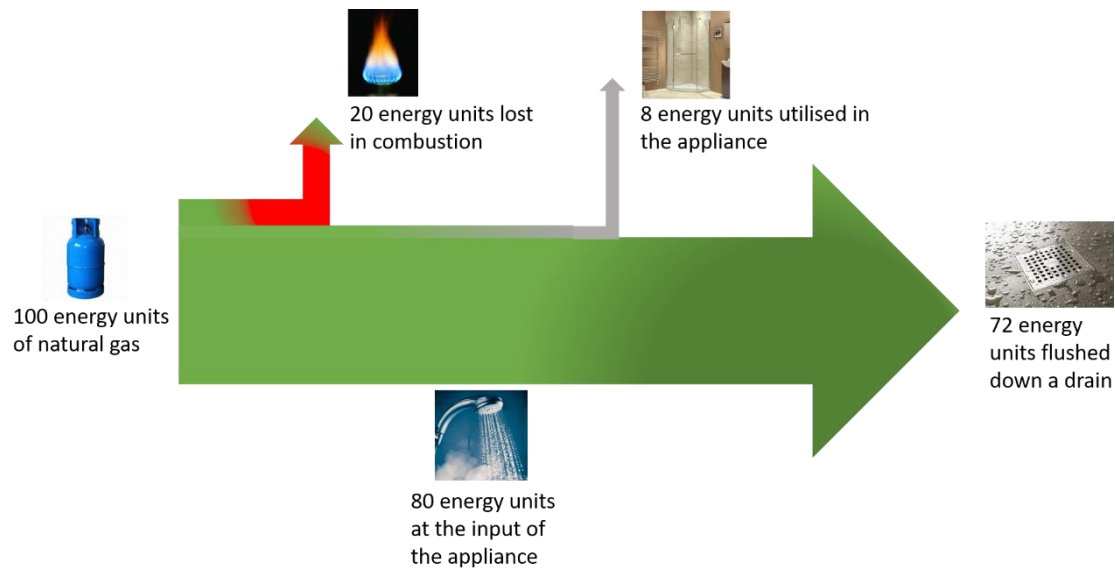 20 energy units lost
in combustion
8 energy units utilised in
the appliance
100 energy units
of natural gas
72 energy
units flushed
down a drain
80 energy units
at the input of
the appliance